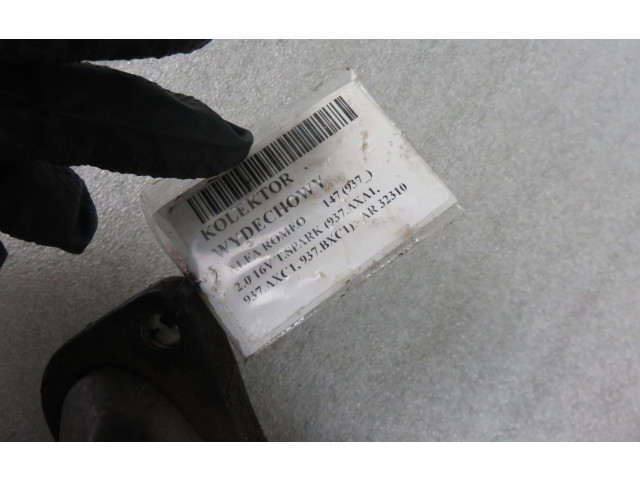 KOLEKTOR
WYDECHOWY
ALFA ROMEO 147 (937_)
2.0 16V T.SPARK (937.AXA1,
937.AXC1, 937.BXC1) AR 32310